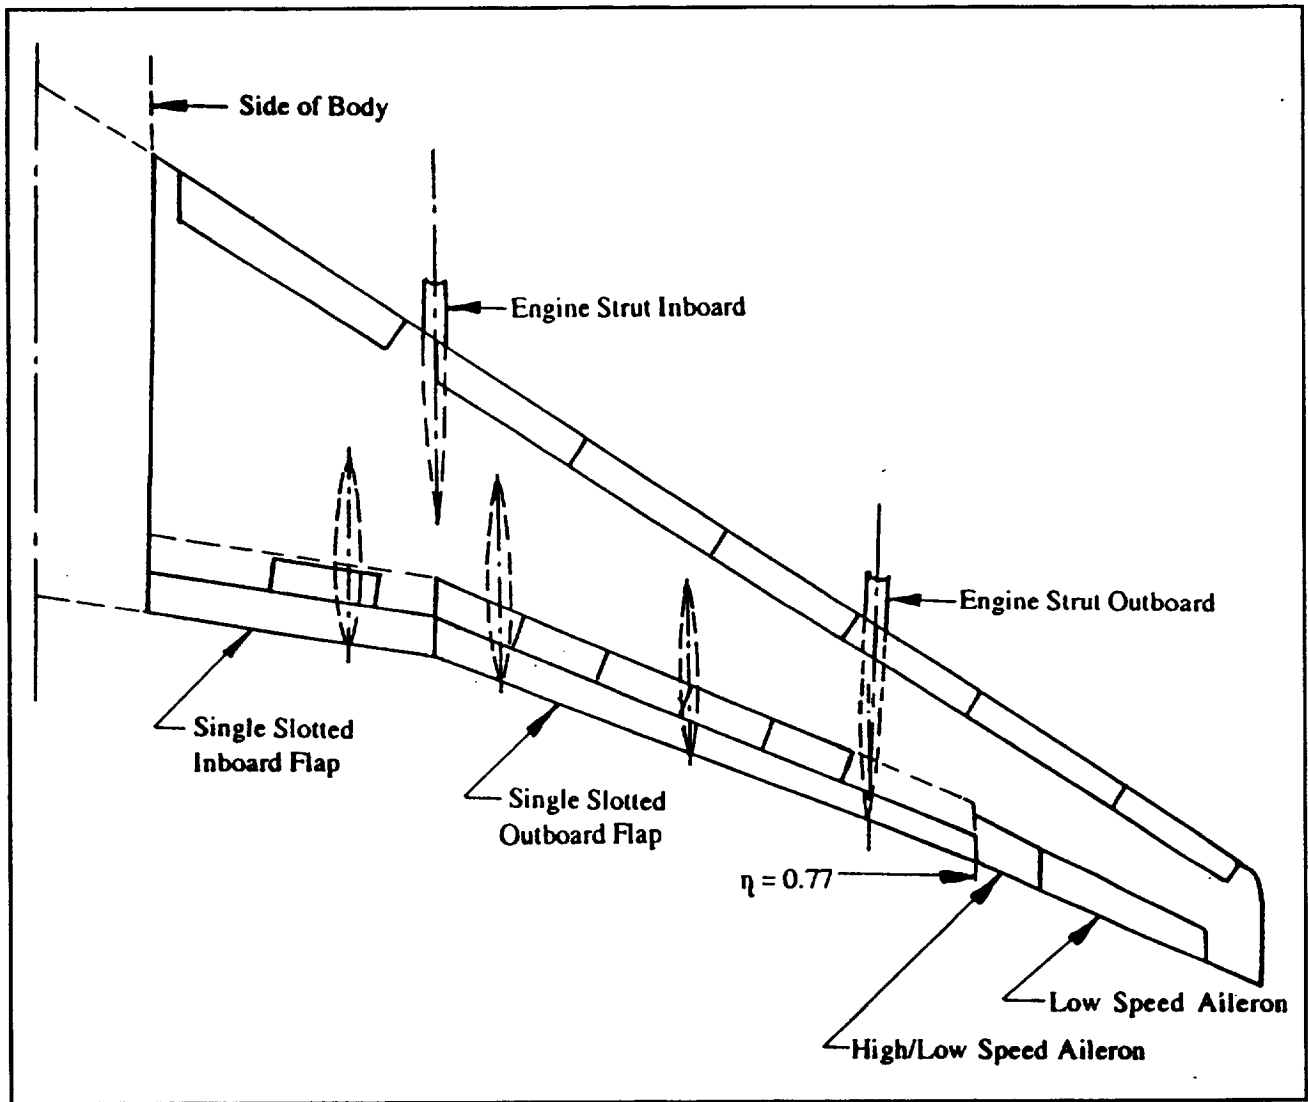 Side of Body
Engine Strut Inboard
Engine Strut Outboard
Single Slotted
Inboard Flap
Single Slotted
Outboard Flap
η = 0.77
Low Speed Aileron
High/Low Speed Aileron